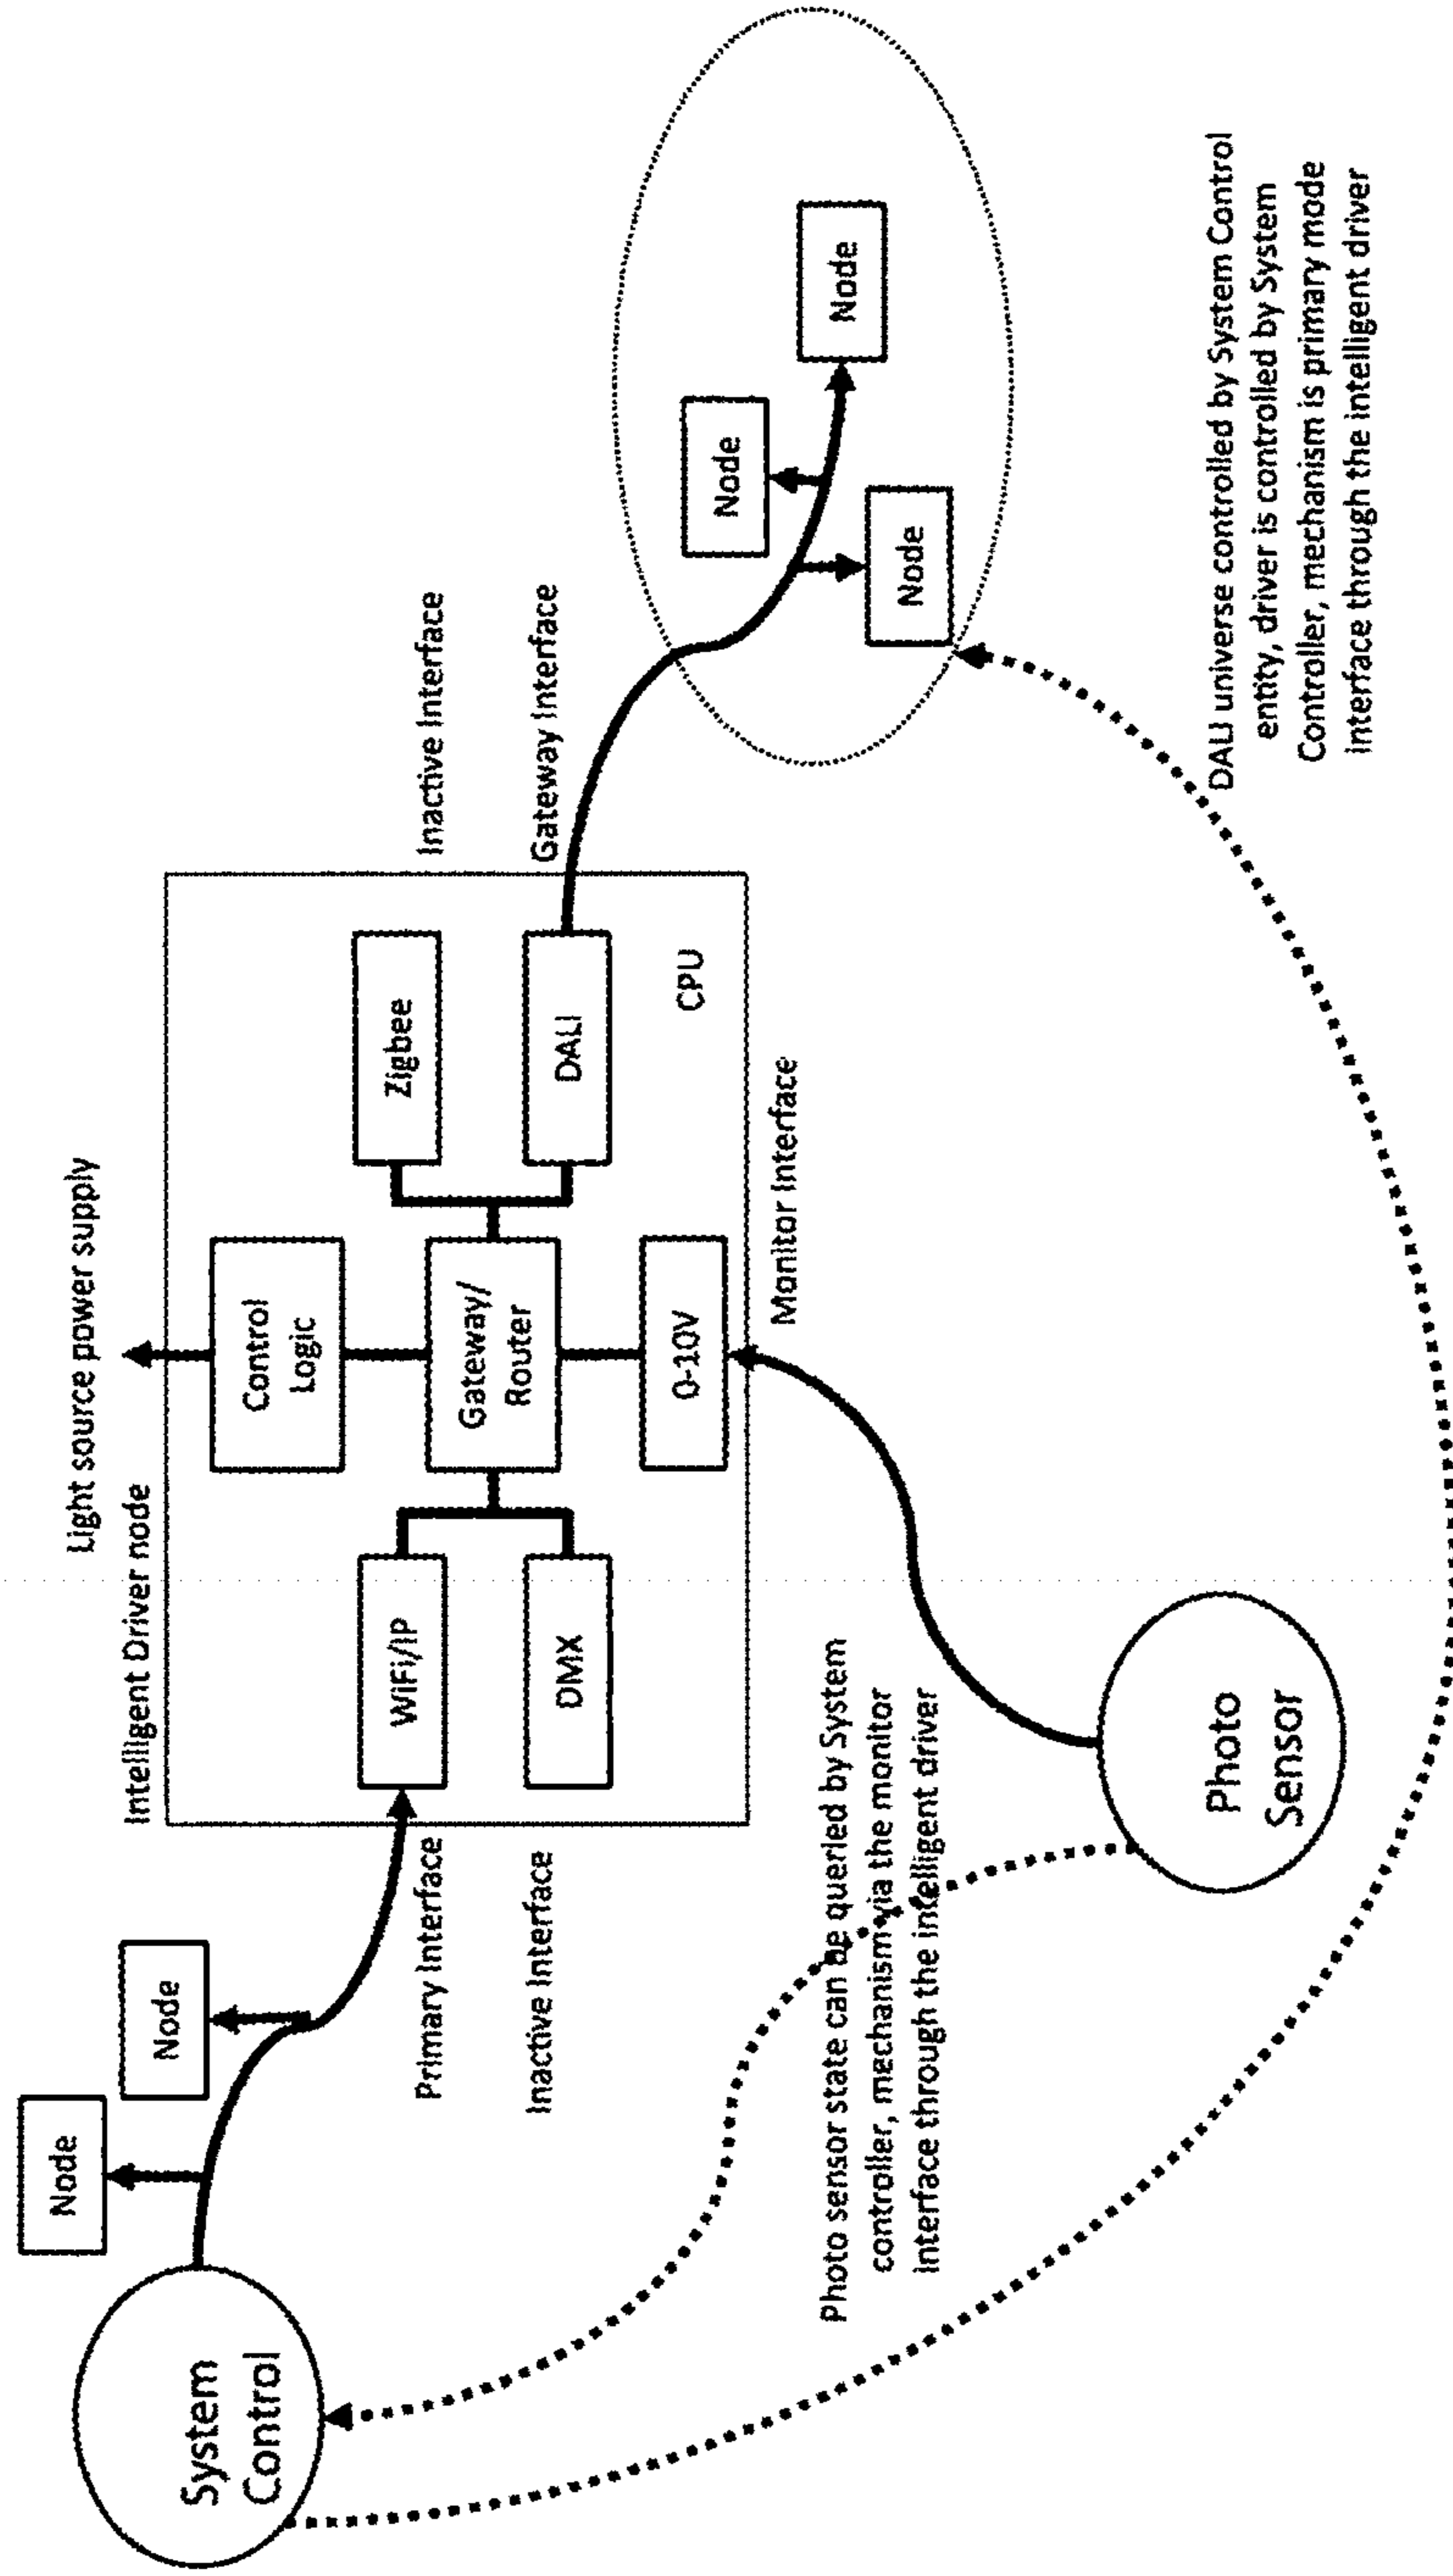 System
Control
Node
Node
Primary Interface
Inactive Interface
Intelligent Driver node
Light source power supply
WiFi/IP
DMX
Control
Logic
Gateway/
Router
0-10V
Zigbee
DALI
CPU
Inactive Interface
Gateway Interface
Monitor Interface
Node
Node
Node
Photo sensor state can be queried by System
controller, mechanism via the monitor
interface through the intelligent driver
Photo
Sensor
DALI universe controlled by System Control
entity, driver is controlled by System
Controller, mechanism is primary mode
interface through the intelligent driver